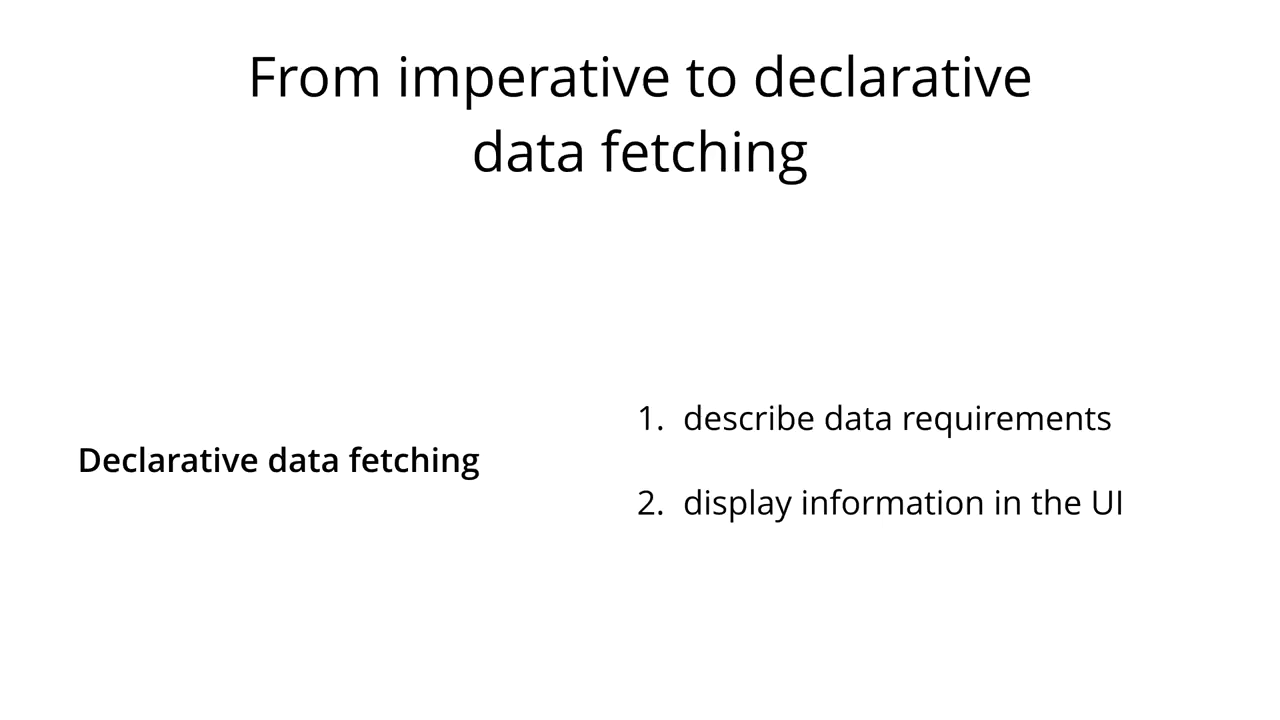 From imperative to declarative
data fetching
Declarative data fetching
1. describe data requirements
2. display information in the UI